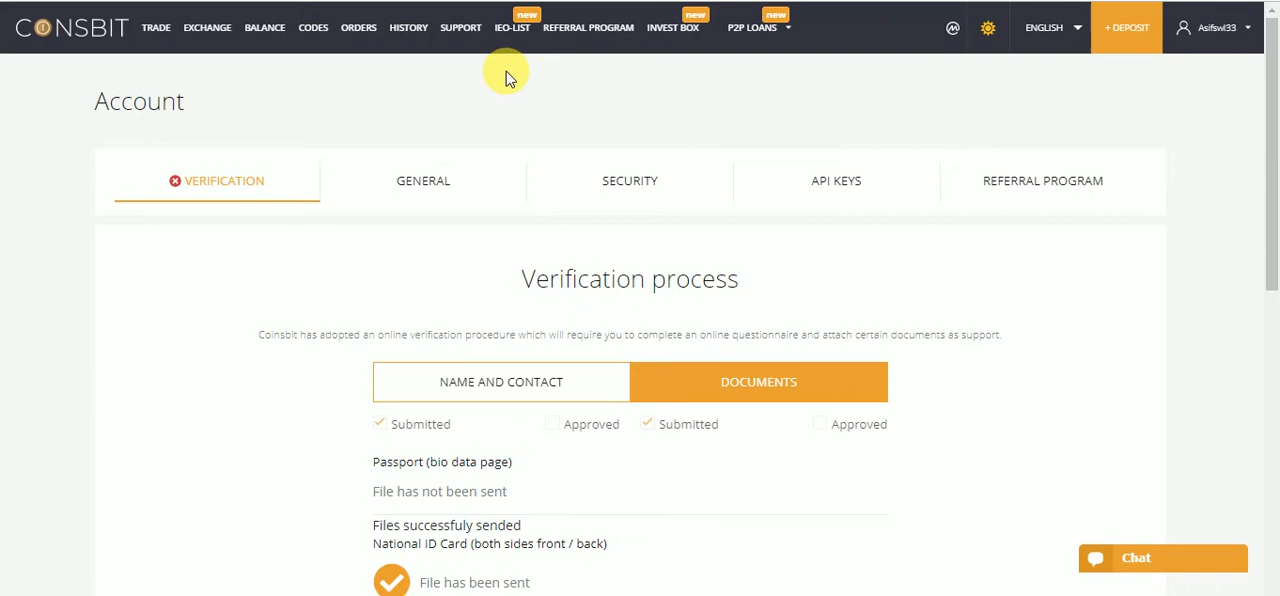 CONSBIT TRADE EXCHANGE BALANCE CODES ORDERS HISTORY SUPPORT IEO-LIST new REFERRAL PROGRAM INVEST BOX new P2P LOANS new ENGLISH + DEPOSIT Asifswl33
Account
VERIFICATION GENERAL SECURITY API KEYS REFERRAL PROGRAM
Verification process
Coinsbit has adopted an online verification procedure which will require you to complete an online questionnaire and attach certain documents as support.
NAME AND CONTACT DOCUMENTS
Submitted Approved Submitted Approved
Passport (bio data page)
File has not been sent
Files successfuly sended
National ID Card (both sides front / back)
File has been sent
Chat